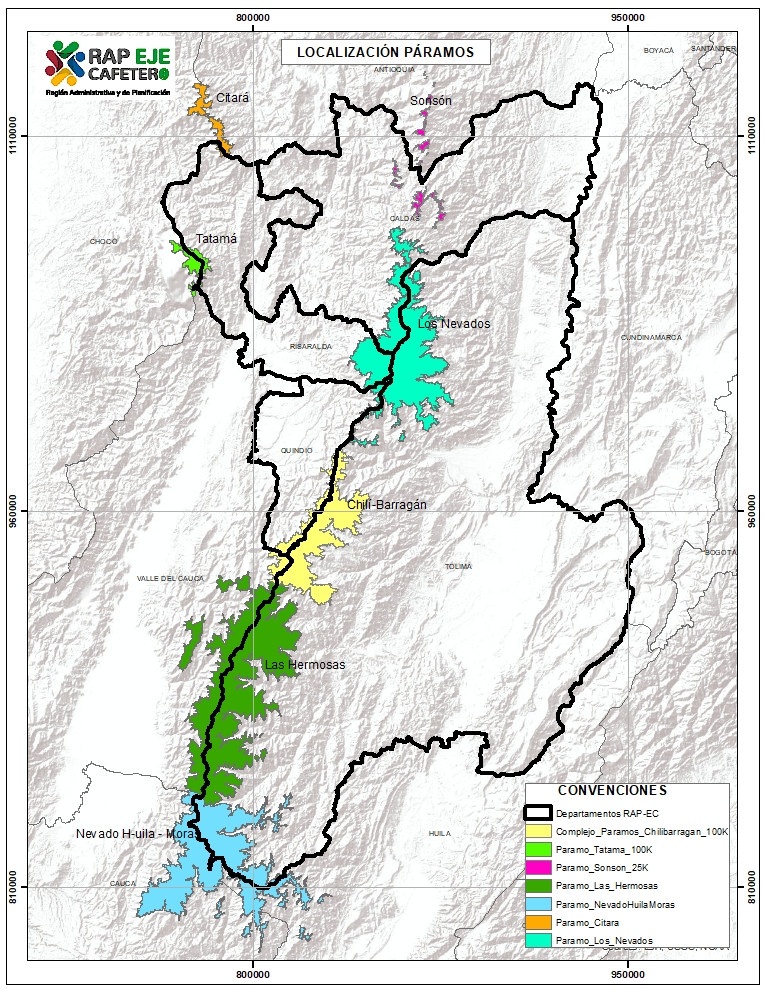 800000
950000
RAP EJE
CAFETERO
Región Administrativa y de Planificación
LOCALIZACIÓN PÁRAMOS
BOYACÁ
SANTANDER
ANTIOQUIA
Citará
Sonsón
1110000
1110000
CALDAS
CHOCO
Tatamá
Los Nevados
CUNDINAMARCA
RISARALDA
QUINDIO
Chili-Barragán
960000
960000
BOGOTÁ
TOLIMA
VALLE DEL CAUCA
Las Hermosas
CONVENCIONES
Departamentos RAP-EC
Complejo_Paramos_Chilibarragan_100K
Paramo_Tatama_100K
Paramo_Sonson_25K
Paramo_Las_Hermosas
Paramo_NevadoHuilaMoras
Paramo_Citara
Paramo_Los_Nevados
Nevado H-uila - Moras
HUILA
CAUCA
810000
810000
800000
950000